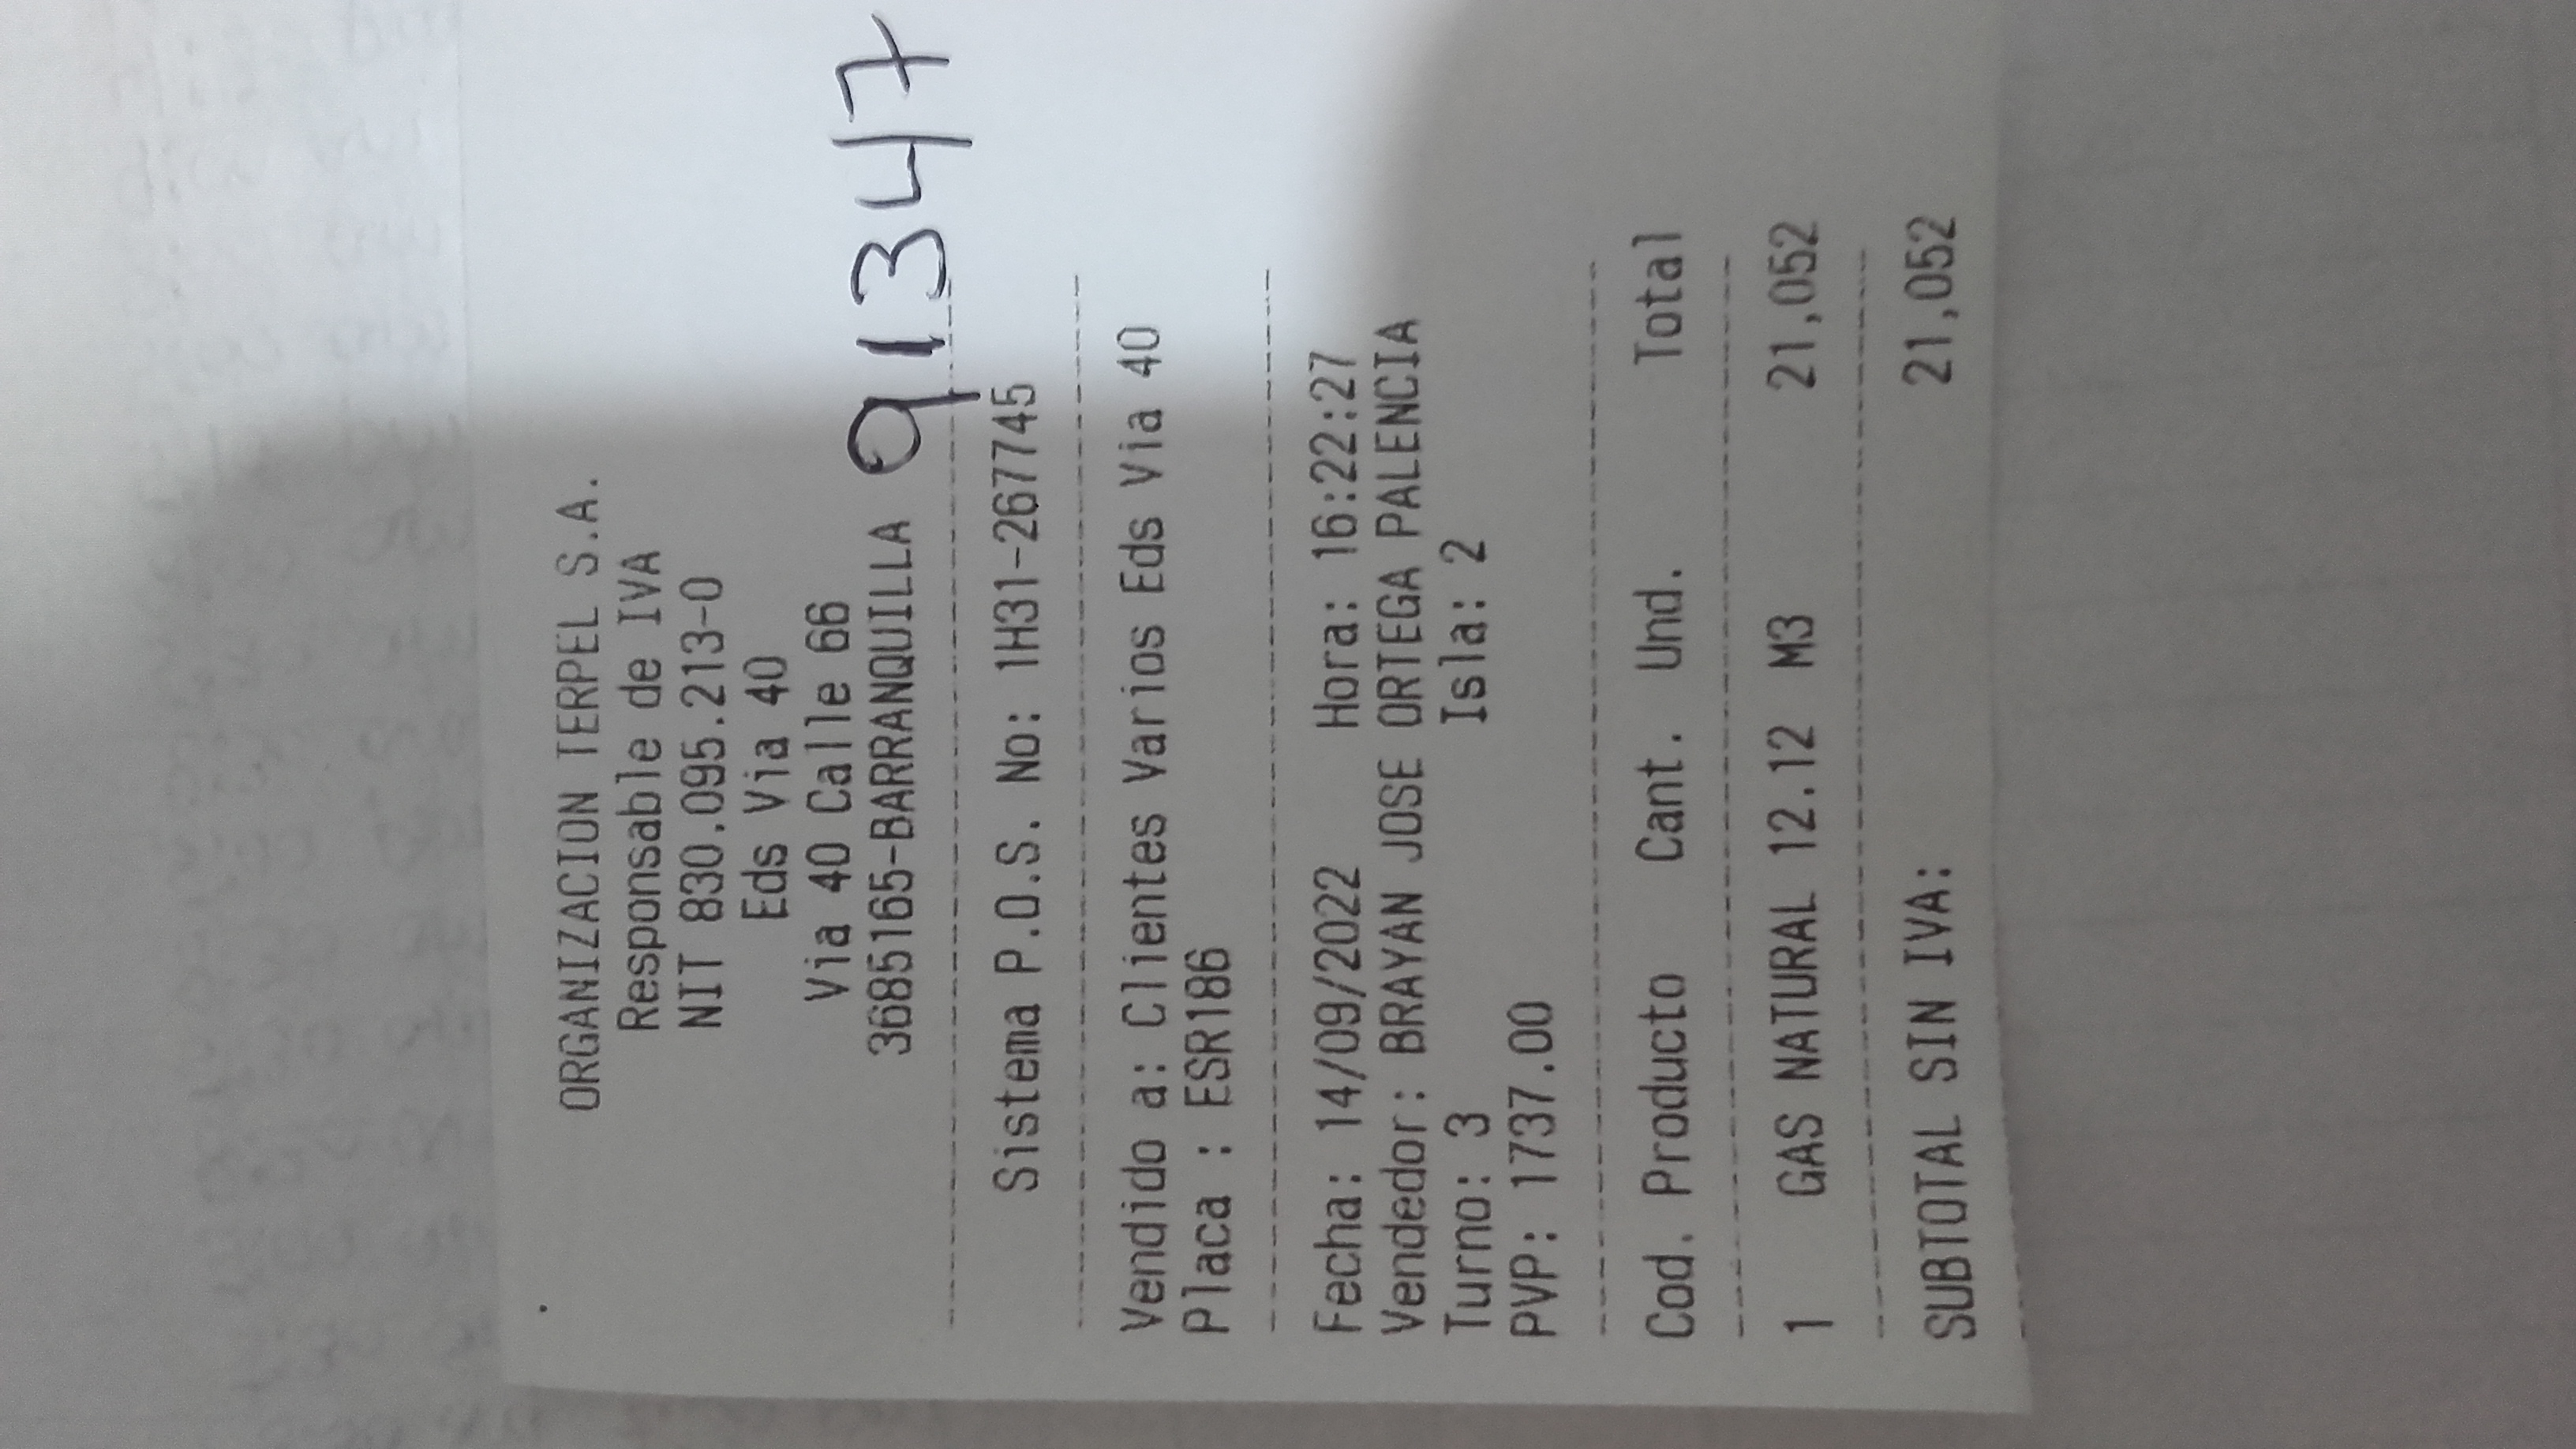 ORGANIZACION TERPEL S.A.
Responsable de IVA
NIT 830.095.213-0
Eds Via 40
Via 40 Calle 66
3685165-BARRANQUILLA 91347
Sistema P.O.S. No: 1H31-267745
Vendido a: Clientes Varios Eds Via 40
Placa : ESR186
Fecha: 14/09/2022 Hora: 16:22:27
Vendedor: BRAYAN JOSE ORTEGA PALENCIA
Turno: 3 Isla: 2
PVP: 1737.00
Cod. Producto Cant. Und. Total
1 GAS NATURAL 12.12 M3 21,052
SUBTOTAL SIN IVA: 21,052